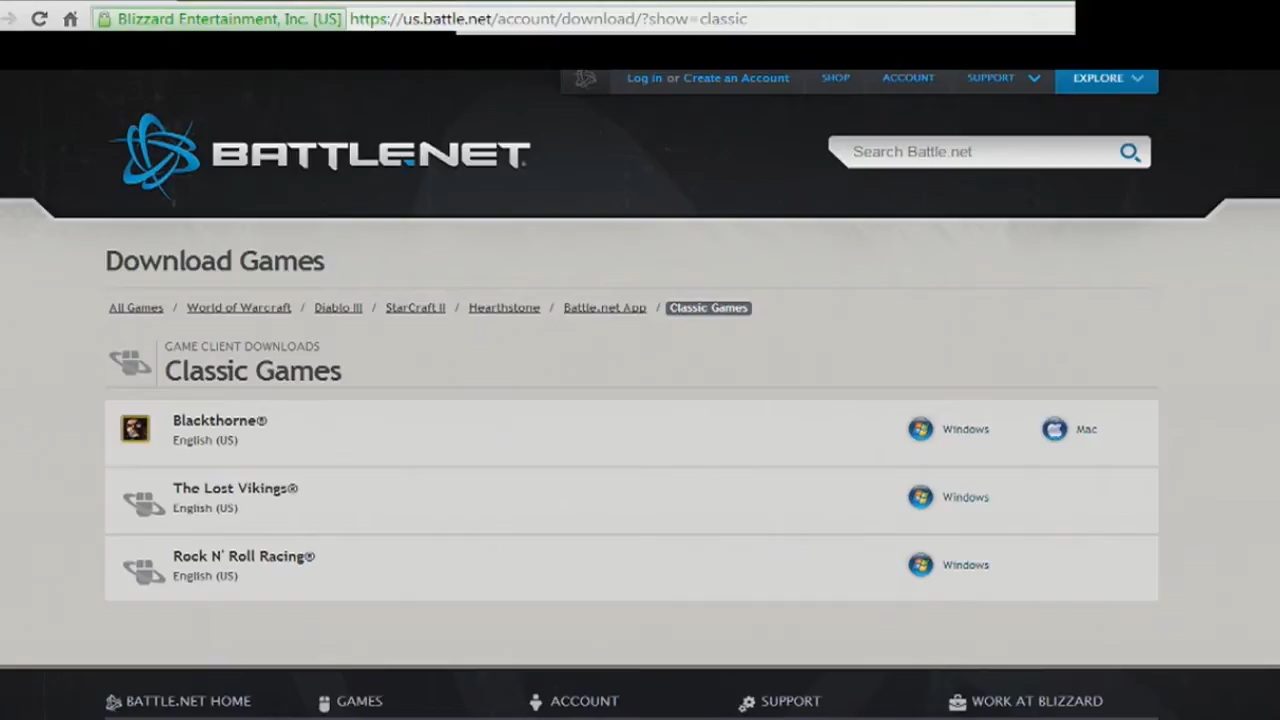 Blizzard Entertainment, Inc. [US] https://us.battle.net/account/download/?show=classic
Log in or Create an Account SHOP ACCOUNT SUPPORT EXPLORE
BATTLE.NET
Search Battle.net
Download Games
All Games / World of Warcraft / Diablo III / StarCraft II / Hearthstone / Battle.net App / Classic Games
GAME CLIENT DOWNLOADS
Classic Games
Blackthorne®
English (US)
Windows Mac
The Lost Vikings®
English (US)
Windows
Rock N' Roll Racing®
English (US)
Windows
BATTLE.NET HOME GAMES ACCOUNT SUPPORT WORK AT BLIZZARD